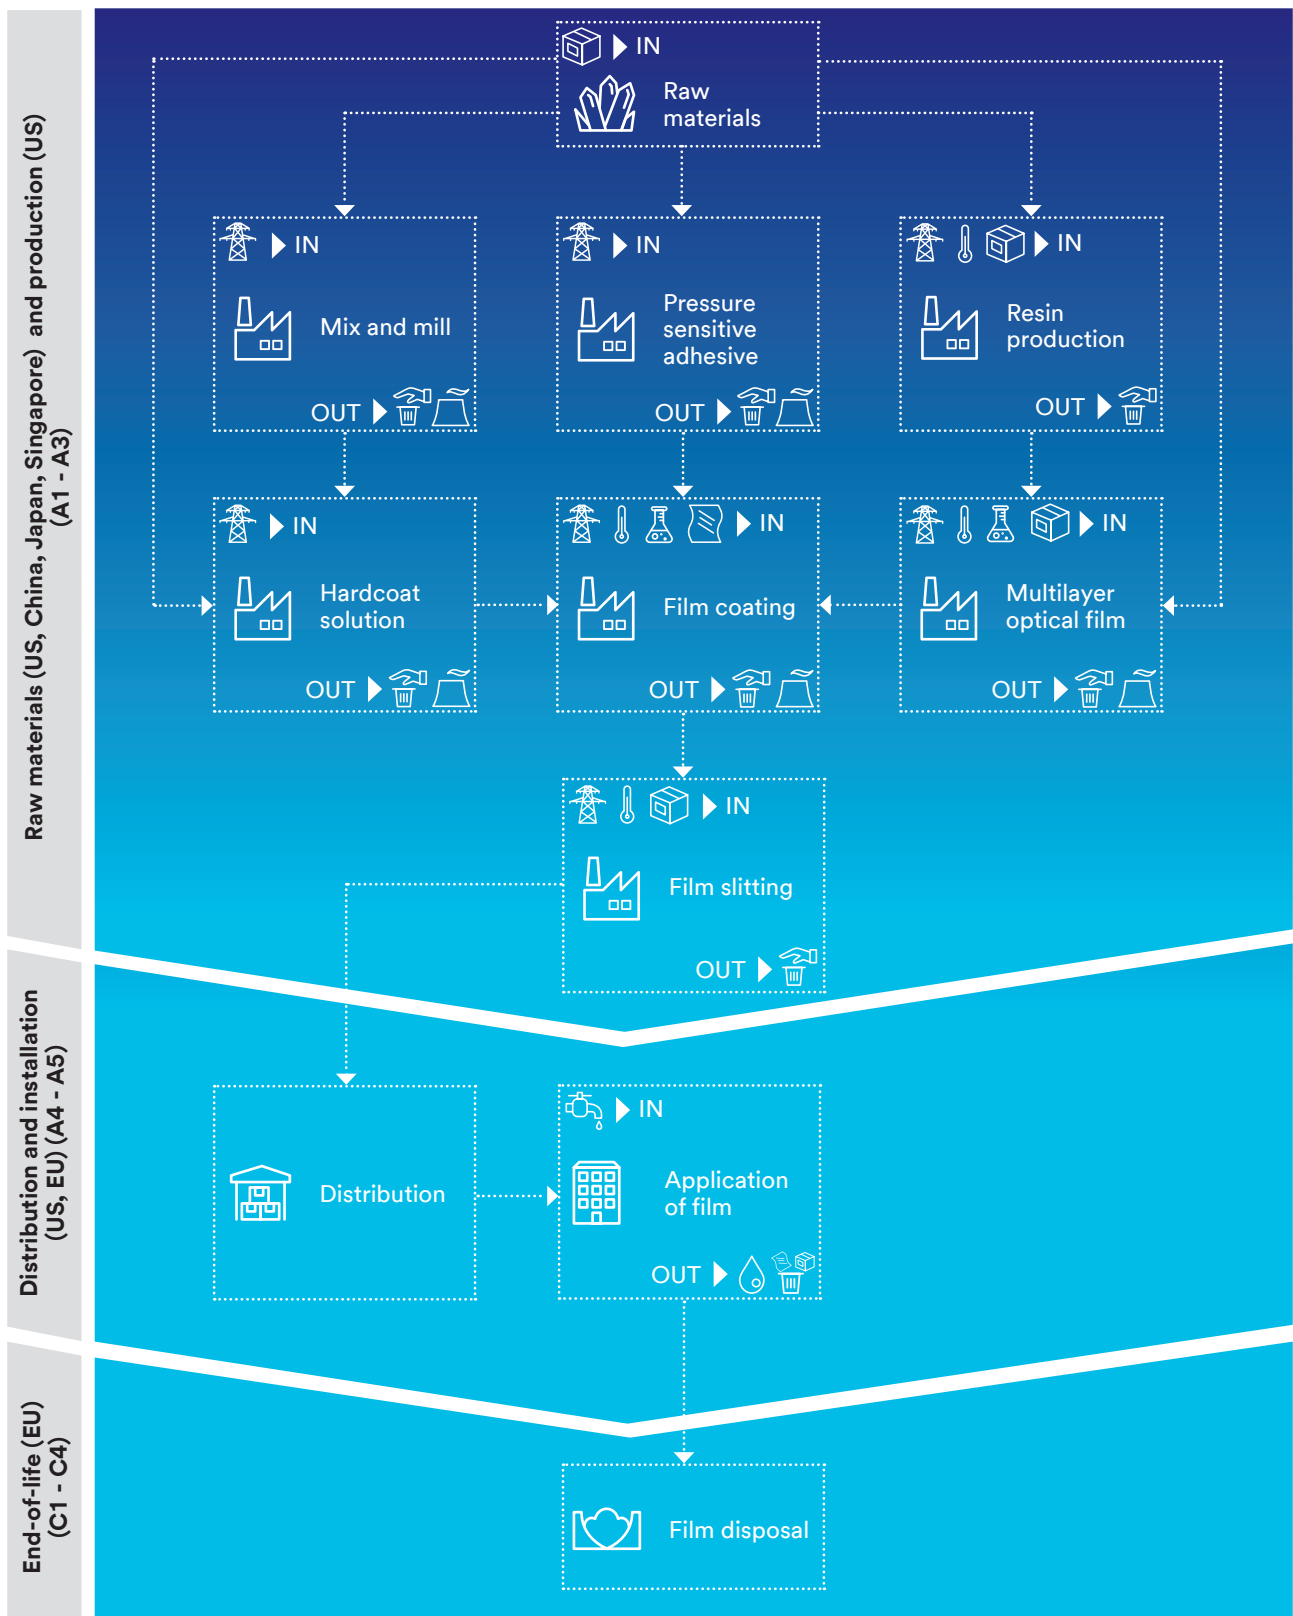 Raw materials (US, China, Japan, Singapore) and production (US)
(A1 - A3)
IN
Raw
materials
IN
Mix and mill
OUT
IN
Pressure
sensitive
adhesive
OUT
IN
Resin
production
OUT
IN
Hardcoat
solution
OUT
IN
Film coating
OUT
IN
Multilayer
optical film
OUT
IN
Film slitting
OUT
Distribution and installation
(US, EU) (A4 - A5)
Distribution
IN
Application
of film
OUT
End-of-life (EU)
(C1 - C4)
Film disposal